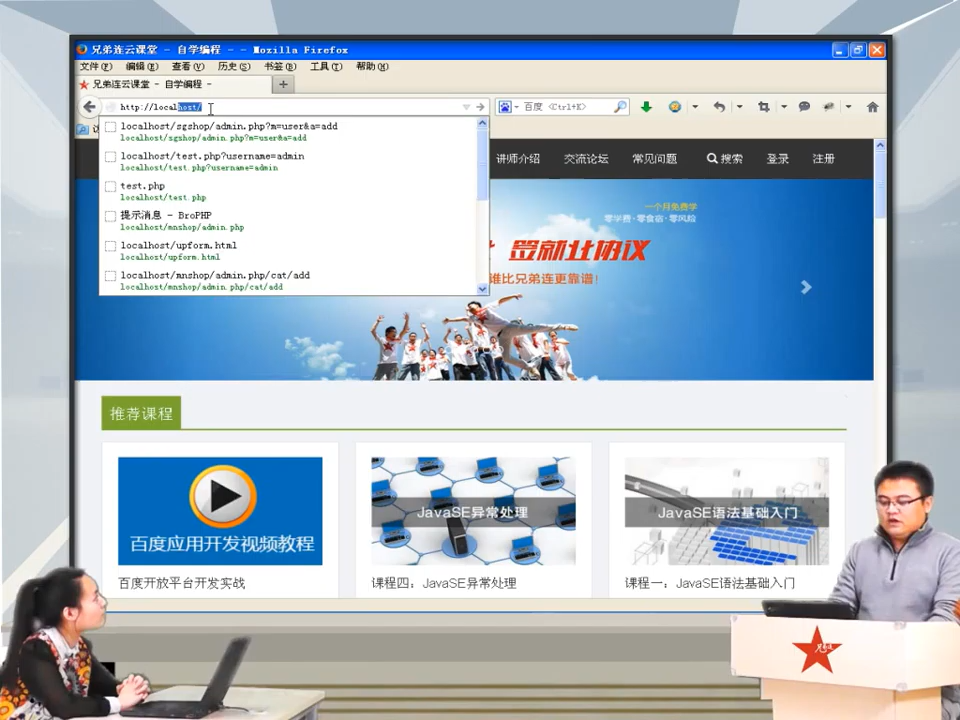 兄弟连云课堂 - 自学编程 - - Mozilla Firefox
文件(F) 编辑(E) 查看(V) 历史(S) 书签(B) 工具(T) 帮助(H)
兄弟连云课堂 - 自学编程 -
http://localhost/
百度 <Ctrl+K>
localhost/sgshop/admin.php?m=user&a=add
localhost/sgshop/admin.php?m=user&a=add
localhost/test.php?username=admin
localhost/test.php?username=admin
test.php
localhost/test.php
提示消息 - BroPHP
localhost/mnshop/admin.php
localhost/upform.html
localhost/upform.html
localhost/mnshop/admin.php/cat/add
localhost/mnshop/admin.php/cat/add
讲师介绍 交流论坛 常见问题 搜索 登录 注册
一个月免费学
零学费·零食宿·零风险
签就业协议
谁比兄弟连更靠谱!
推荐课程
百度应用开发视频教程
JavaSE异常处理
JavaSE语法基础入门
百度开放平台开发实战
课程四：JavaSE异常处理
课程一：JavaSE语法基础入门
兄弟连